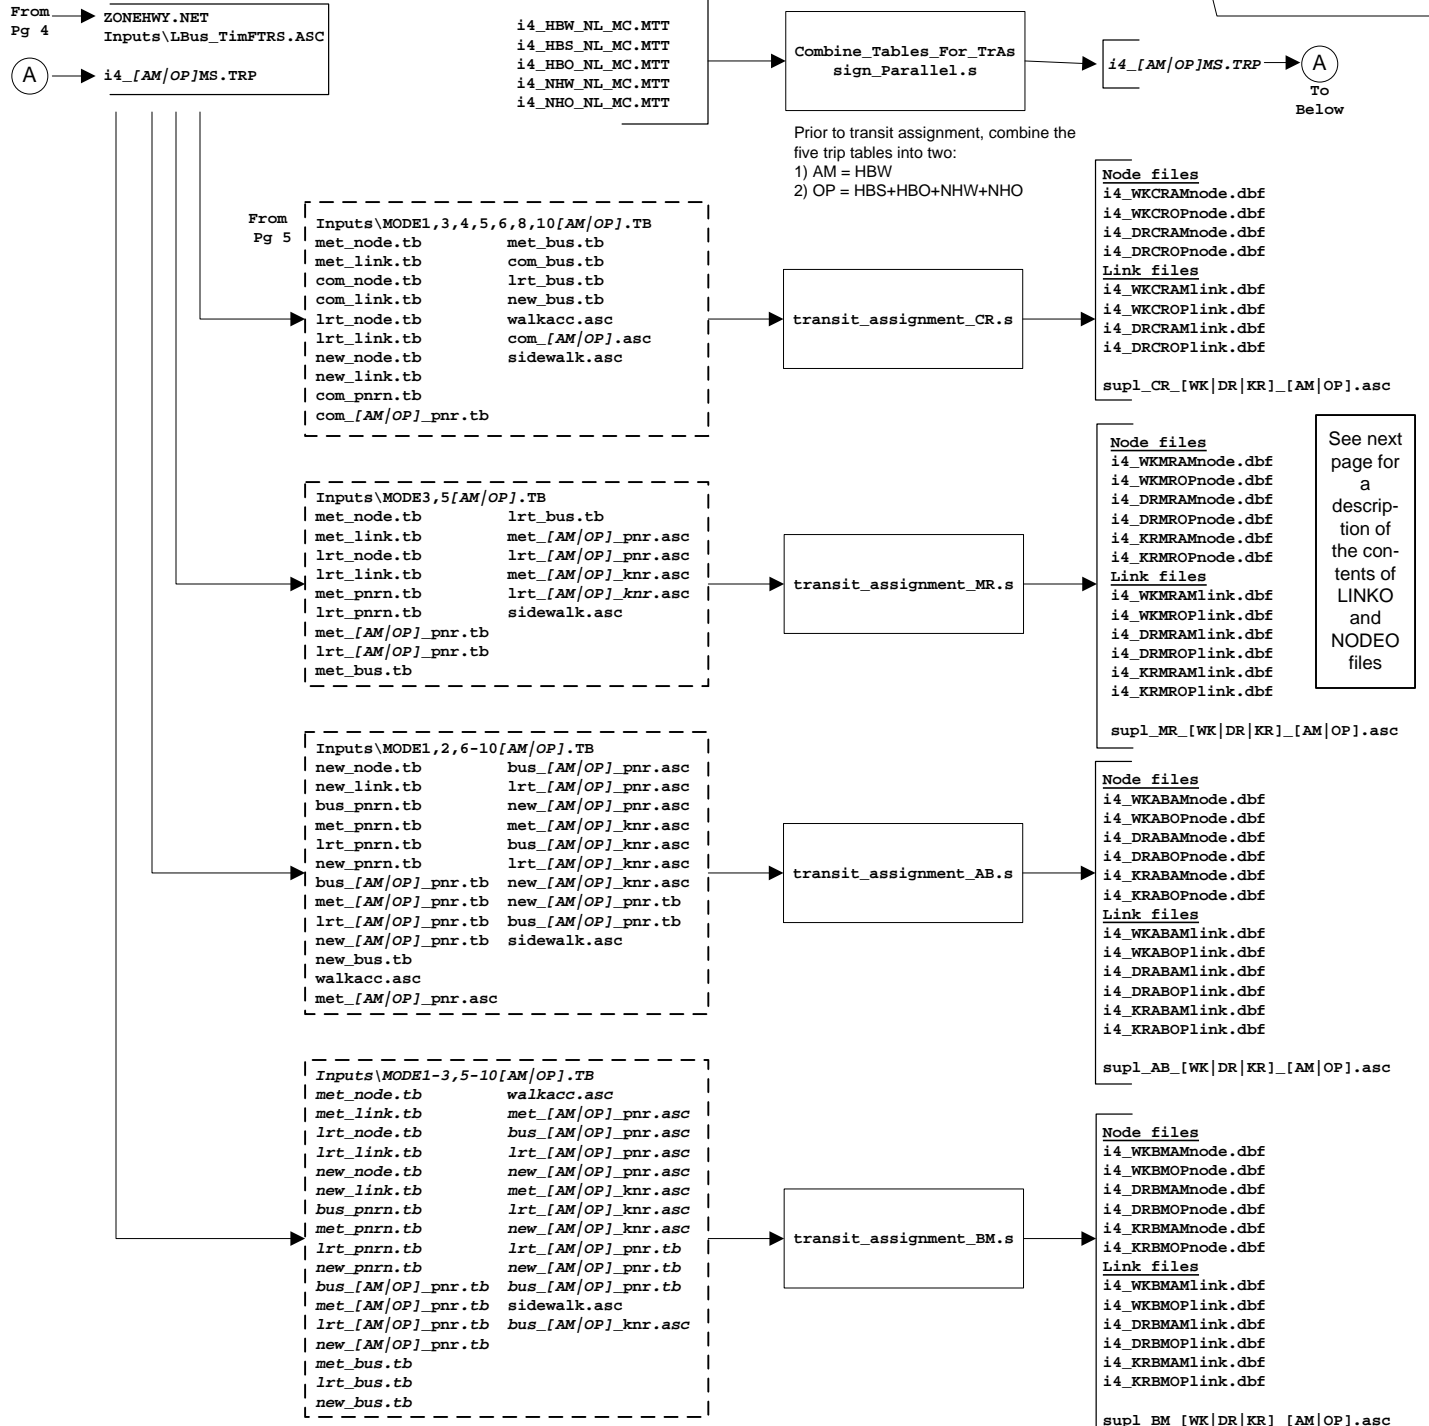 From
Pg 4
ZONEHWY.NET
Inputs\LBus_TimFTRS.ASC
A
i4_[AM/OP]MS.TRP
i4_HBW_NL_MC.MTT
i4_HBS_NL_MC.MTT
i4_HBO_NL_MC.MTT
i4_NHW_NL_MC.MTT
i4_NHO_NL_MC.MTT
Combine_Tables_For_TrAs
sign_Parallel.s
i4_[AM/OP]MS.TRP
A
To
Below
Prior to transit assignment, combine the
five trip tables into two:
1) AM = HBW
2) OP = HBS+HBO+NHW+NHO
From
Pg 5
Inputs\MODE1,3,4,5,6,8,10[AM/OP].TB
met_node.tb met_bus.tb
met_link.tb com_bus.tb
com_node.tb lrt_bus.tb
com_link.tb new_bus.tb
lrt_node.tb walkacc.asc
lrt_link.tb com_[AM/OP].asc
new_node.tb sidewalk.asc
new_link.tb
com_pnrn.tb
com_[AM/OP]_pnr.tb
transit_assignment_CR.s
Node files
i4_WKCRAMnode.dbf
i4_WKCROPnode.dbf
i4_DRCRAMnode.dbf
i4_DRCROPnode.dbf
Link files
i4_WKCRAMlink.dbf
i4_WKCROPlink.dbf
i4_DRCRAMlink.dbf
i4_DRCROPlink.dbf
supl_CR_[WK|DR|KR]_[AM|OP].asc
Inputs\MODE3,5[AM/OP].TB
met_node.tb lrt_bus.tb
met_link.tb met_[AM/OP]_pnr.asc
lrt_node.tb lrt_[AM/OP]_pnr.asc
lrt_link.tb met_[AM/OP]_knr.asc
met_pnrn.tb lrt_[AM/OP]_knr.asc
lrt_pnrn.tb sidewalk.asc
met_[AM/OP]_pnr.tb
lrt_[AM/OP]_pnr.tb
met_bus.tb
transit_assignment_MR.s
Node files
i4_WKMRAMnode.dbf
i4_WKMROPnode.dbf
i4_DRMRAMnode.dbf
i4_DRMROPnode.dbf
i4_KRMRAMnode.dbf
i4_KRMROPnode.dbf
Link files
i4_WKMRAMlink.dbf
i4_WKMROPlink.dbf
i4_DRMRAMlink.dbf
i4_DRMROPlink.dbf
i4_KRMRAMlink.dbf
i4_KRMROPlink.dbf
supl_MR_[WK|DR|KR]_[AM|OP].asc
See next
page for
a
descrip-
tion of
the con-
tents of
LINKO
and
NODEO
files
Inputs\MODE1,2,6-10[AM/OP].TB
new_node.tb bus_[AM/OP]_pnr.asc
new_link.tb lrt_[AM/OP]_pnr.asc
bus_pnrn.tb new_[AM/OP]_pnr.asc
met_pnrn.tb met_[AM/OP]_knr.asc
lrt_pnrn.tb bus_[AM/OP]_knr.asc
new_pnrn.tb lrt_[AM/OP]_knr.asc
bus_[AM/OP]_pnr.tb new_[AM/OP]_knr.asc
met_[AM/OP]_pnr.tb new_[AM/OP]_pnr.tb
lrt_[AM/OP]_pnr.tb bus_[AM/OP]_pnr.tb
new_[AM/OP]_pnr.tb sidewalk.asc
new_bus.tb
walkacc.asc
met_[AM/OP]_pnr.asc
transit_assignment_AB.s
Node files
i4_WKABAMnode.dbf
i4_WKABOPnode.dbf
i4_DRABAMnode.dbf
i4_DRABOPnode.dbf
i4_KRABAMnode.dbf
i4_KRABOPnode.dbf
Link files
i4_WKABAMlink.dbf
i4_WKABOPlink.dbf
i4_DRABAMlink.dbf
i4_DRABOPlink.dbf
i4_KRABAMlink.dbf
i4_KRABOPlink.dbf
supl_AB_[WK|DR|KR]_[AM|OP].asc
Inputs\MODE1-3,5-10[AM/OP].TB
met_node.tb walkacc.asc
met_link.tb met_[AM/OP]_pnr.asc
lrt_node.tb bus_[AM/OP]_pnr.asc
lrt_link.tb lrt_[AM/OP]_pnr.asc
new_node.tb new_[AM/OP]_pnr.asc
new_link.tb met_[AM/OP]_knr.asc
bus_pnrn.tb lrt_[AM/OP]_knr.asc
met_pnrn.tb new_[AM/OP]_knr.asc
lrt_pnrn.tb lrt_[AM/OP]_pnr.tb
new_pnrn.tb new_[AM/OP]_pnr.tb
bus_[AM/OP]_pnr.tb bus_[AM/OP]_pnr.tb
met_[AM/OP]_pnr.tb sidewalk.asc
lrt_[AM/OP]_pnr.tb bus_[AM/OP]_knr.asc
new_[AM/OP]_pnr.tb
met_bus.tb
lrt_bus.tb
new_bus.tb
transit_assignment_BM.s
Node files
i4_WKBMAMnode.dbf
i4_WKBMOPnode.dbf
i4_DRBMAMnode.dbf
i4_DRBMOPnode.dbf
i4_KRBMAMnode.dbf
i4_KRBMOPnode.dbf
Link files
i4_WKBMAMlink.dbf
i4_WKBMOPlink.dbf
i4_DRBMAMlink.dbf
i4_DRBMOPlink.dbf
i4_KRBMAMlink.dbf
i4_KRBMOPlink.dbf
supl_BM_[WK|DR|KR]_[AM|OP].asc